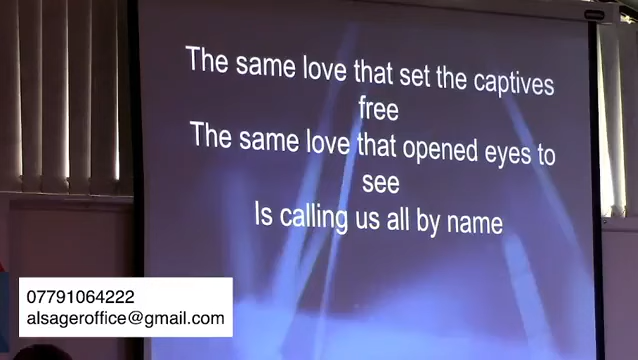 The same love that set the captives
free
The same love that opened eyes to
see
Is calling us all by name
07791064222
alsageroffice@gmail.com